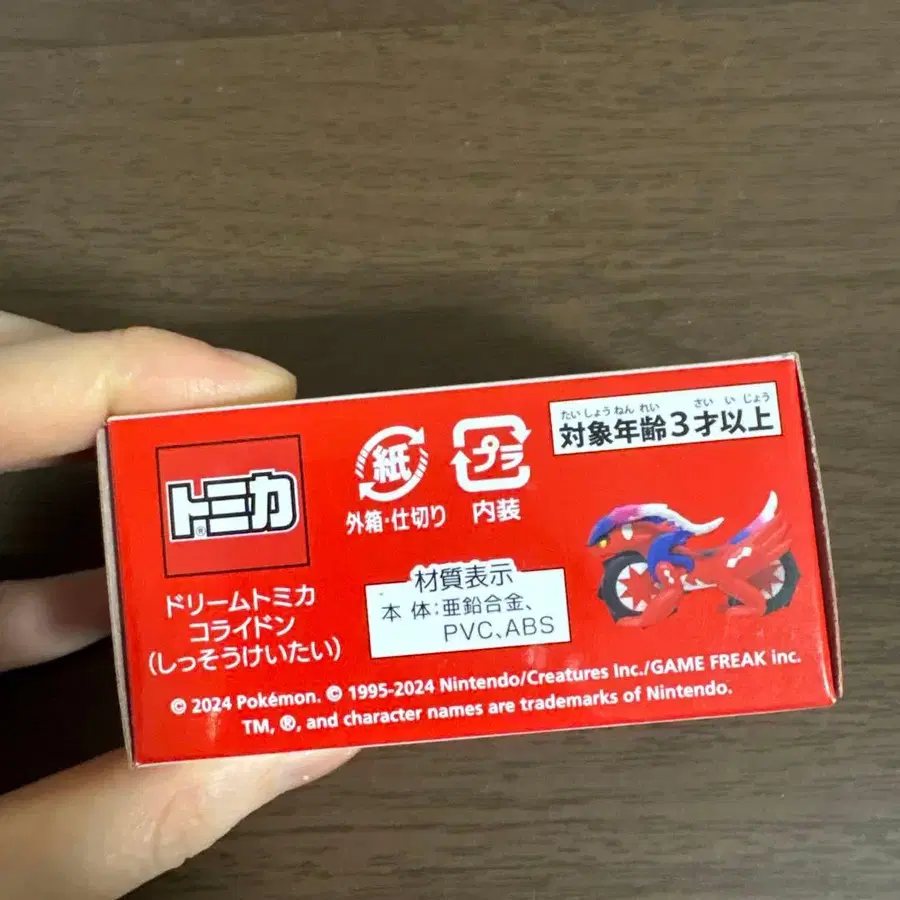 トミカ®
ドリームトミカ
コライドン
(しっそうけいたい)
紙
外箱・仕切り
プラ
内装
たいしょうねんれい さいいじょう
対象年齢3才以上
材質表示
本 体:亜鉛合金、
PVC、ABS
© 2024 Pokémon. © 1995-2024 Nintendo/Creatures Inc./GAME FREAK inc.
TM, ®, and character names are trademarks of Nintendo.